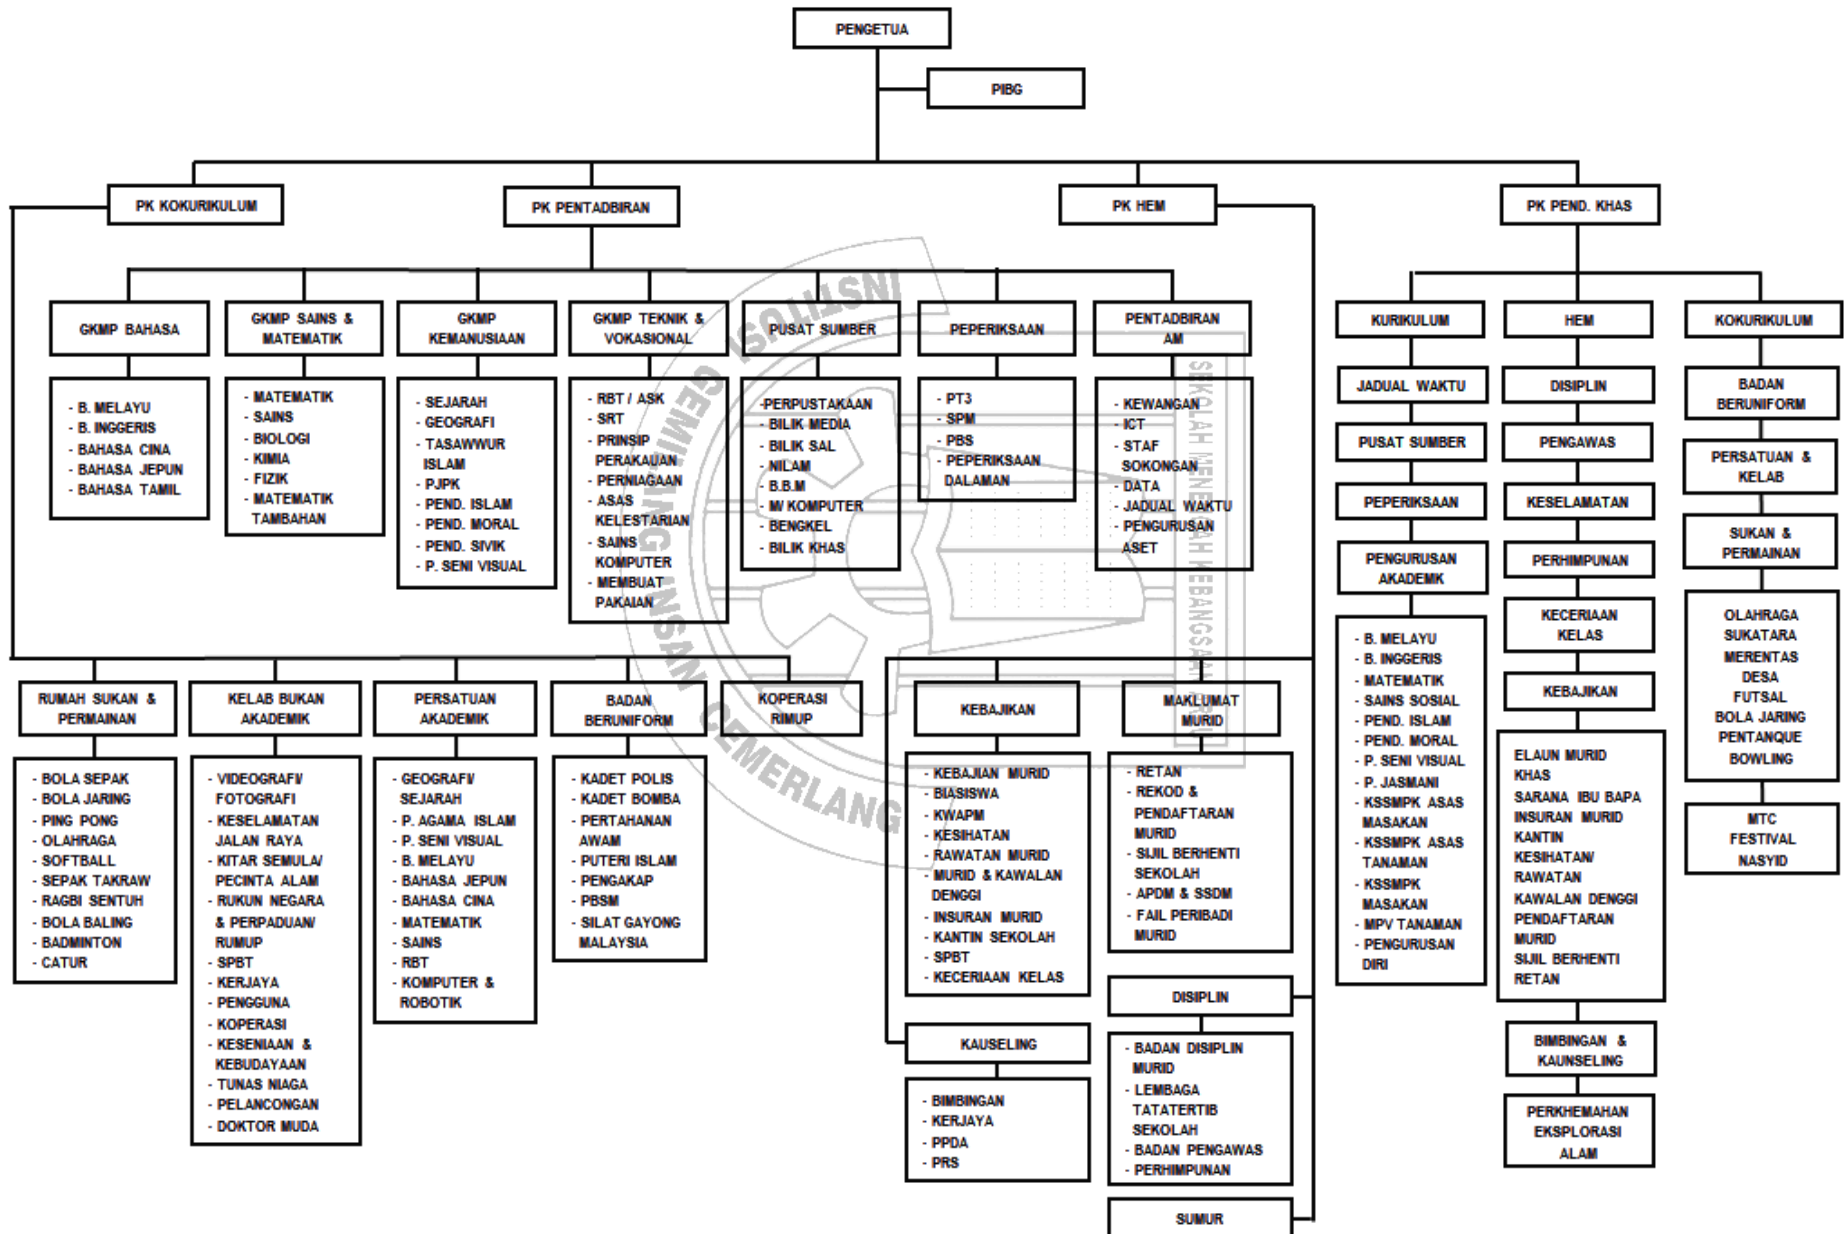 PENGETUA
PIBG
PK KOKURIKULUM
PK PENTADBIRAN
PK HEM
PK PEND. KHAS
GKMP BAHASA
- B. MELAYU
- B. INGGERIS
- BAHASA CINA
- BAHASA JEPUN
- BAHASA TAMIL
GKMP SAINS &
MATEMATIK
- MATEMATIK
- SAINS
- BIOLOGI
- KIMIA
- FIZIK
- MATEMATIK
TAMBAHAN
GKMP
KEMANUSIAAN
- SEJARAH
- GEOGRAFI
- TASAWWUR
ISLAM
- PJPK
- PEND. ISLAM
- PEND. MORAL
- PEND. SIVIK
- P. SENI VISUAL
GKMP TEKNIK &
VOKASIONAL
- RBT / ASK
- SRT
- PRINSIP
PERAKAUAN
- PERNIAGAAN
- ASAS
KELESTARIAN
- SAINS
KOMPUTER
- MEMBUAT
PAKAIAN
PUSAT SUMBER
-PERPUSTAKAAN
- BILIK MEDIA
- BILIK SAL
- NILAM
- B.B.M
- M/ KOMPUTER
- BENGKEL
- BILIK KHAS
PEPERIKSAAN
- PT3
- SPM
- PBS
- PEPERIKSAAN
DALAMAN
PENTADBIRAN
AM
- KEWANGAN
- ICT
- STAF
SOKONGAN
- DATA
- JADUAL WAKTU
- PENGURUSAN
ASET
KURIKULUM
JADUAL WAKTU
PUSAT SUMBER
PEPERIKSAAN
PENGURUSAN
AKADEMK
- B. MELAYU
- B. INGGERIS
- MATEMATIK
- SAINS SOSIAL
- PEND. ISLAM
- PEND. MORAL
- P. SENI VISUAL
- P. JASMANI
- KSSMPK ASAS
MASAKAN
- KSSMPK ASAS
TANAMAN
- KSSMPK
MASAKAN
- MPV TANAMAN
- PENGURUSAN
DIRI
HEM
DISIPLIN
PENGAWAS
KESELAMATAN
PERHIMPUNAN
KECERIAAN
KELAS
KEBAJIKAN
ELAUN MURID
KHAS
SARANA IBU BAPA
INSURAN MURID
KANTIN
KESIHATAN/
RAWATAN
KAWALAN DENGGI
PENDAFTARAN
MURID
SIJIL BERHENTI
RETAN
BIMBINGAN &
KAUNSELING
PERKHEMAHAN
EKSPLORASI
ALAM
KOKURIKULUM
BADAN
BERUNIFORM
PERSATUAN &
KELAB
SUKAN &
PERMAINAN
OLAHRAGA
SUKATARA
MERENTAS
DESA
FUTSAL
BOLA JARING
PENTANQUE
BOWLING
MTC
FESTIVAL
NASYID
RUMAH SUKAN &
PERMAINAN
- BOLA SEPAK
- BOLA JARING
- PING PONG
- OLAHRAGA
- SOFTBALL
- SEPAK TAKRAW
- RAGBI SENTUH
- BOLA BALING
- BADMINTON
- CATUR
KELAB BUKAN
AKADEMIK
- VIDEOGRAFI/
FOTOGRAFI
- KESELAMATAN
JALAN RAYA
- KITAR SEMULA/
PECINTA ALAM
- RUKUN NEGARA
& PERPADUAN/
RUMUP
- SPBT
- KERJAYA
- PENGGUNA
- KOPERASI
- KESENIAAN &
KEBUDAYAAN
- TUNAS NIAGA
- PELANCONGAN
- DOKTOR MUDA
PERSATUAN
AKADEMIK
- GEOGRAFI/
SEJARAH
- P. AGAMA ISLAM
- P. SENI VISUAL
- B. MELAYU
- BAHASA JEPUN
- BAHASA CINA
- MATEMATIK
- SAINS
- RBT
- KOMPUTER &
ROBOTIK
BADAN
BERUNIFORM
- KADET POLIS
- KADET BOMBA
- PERTAHANAN
AWAM
- PUTERI ISLAM
- PENGAKAP
- PBSM
- SILAT GAYONG
MALAYSIA
KOPERASI
RIMUP
KEBAJIKAN
- KEBAJIAN MURID
- BIASISWA
- KWAPM
- KESIHATAN
- RAWATAN MURID
- MURID & KAWALAN
DENGGI
- INSURAN MURID
- KANTIN SEKOLAH
- SPBT
- KECERIAAN KELAS
KAUSELING
- BIMBINGAN
- KERJAYA
- PPDA
- PRS
MAKLUMAT
MURID
- RETAN
- REKOD &
PENDAFTARAN
MURID
- SIJIL BERHENTI
SEKOLAH
- APDM & SSDM
- FAIL PERIBADI
MURID
DISIPLIN
- BADAN DISIPLIN
MURID
- LEMBAGA
TATATERTIB
SEKOLAH
- BADAN PENGAWAS
- PERHIMPUNAN
SUMUR
INSTITUSI GEMILANG INSAN CEMERLANG
SEKOLAH MENENGAH KEBANGSAAN